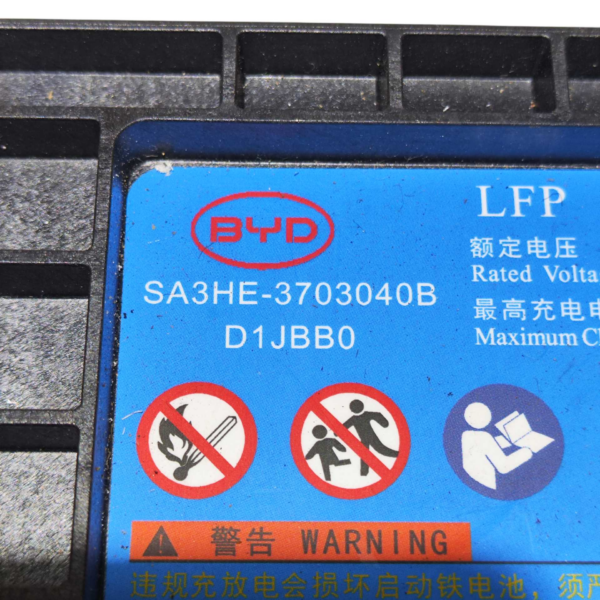 BYD
SA3HE-3703040B
D1JBB0
LFP
额定电压
Rated Volta
最高充电电
Maximum C
警告 WARNING
违规充放电会损坏启动铁电池，须严